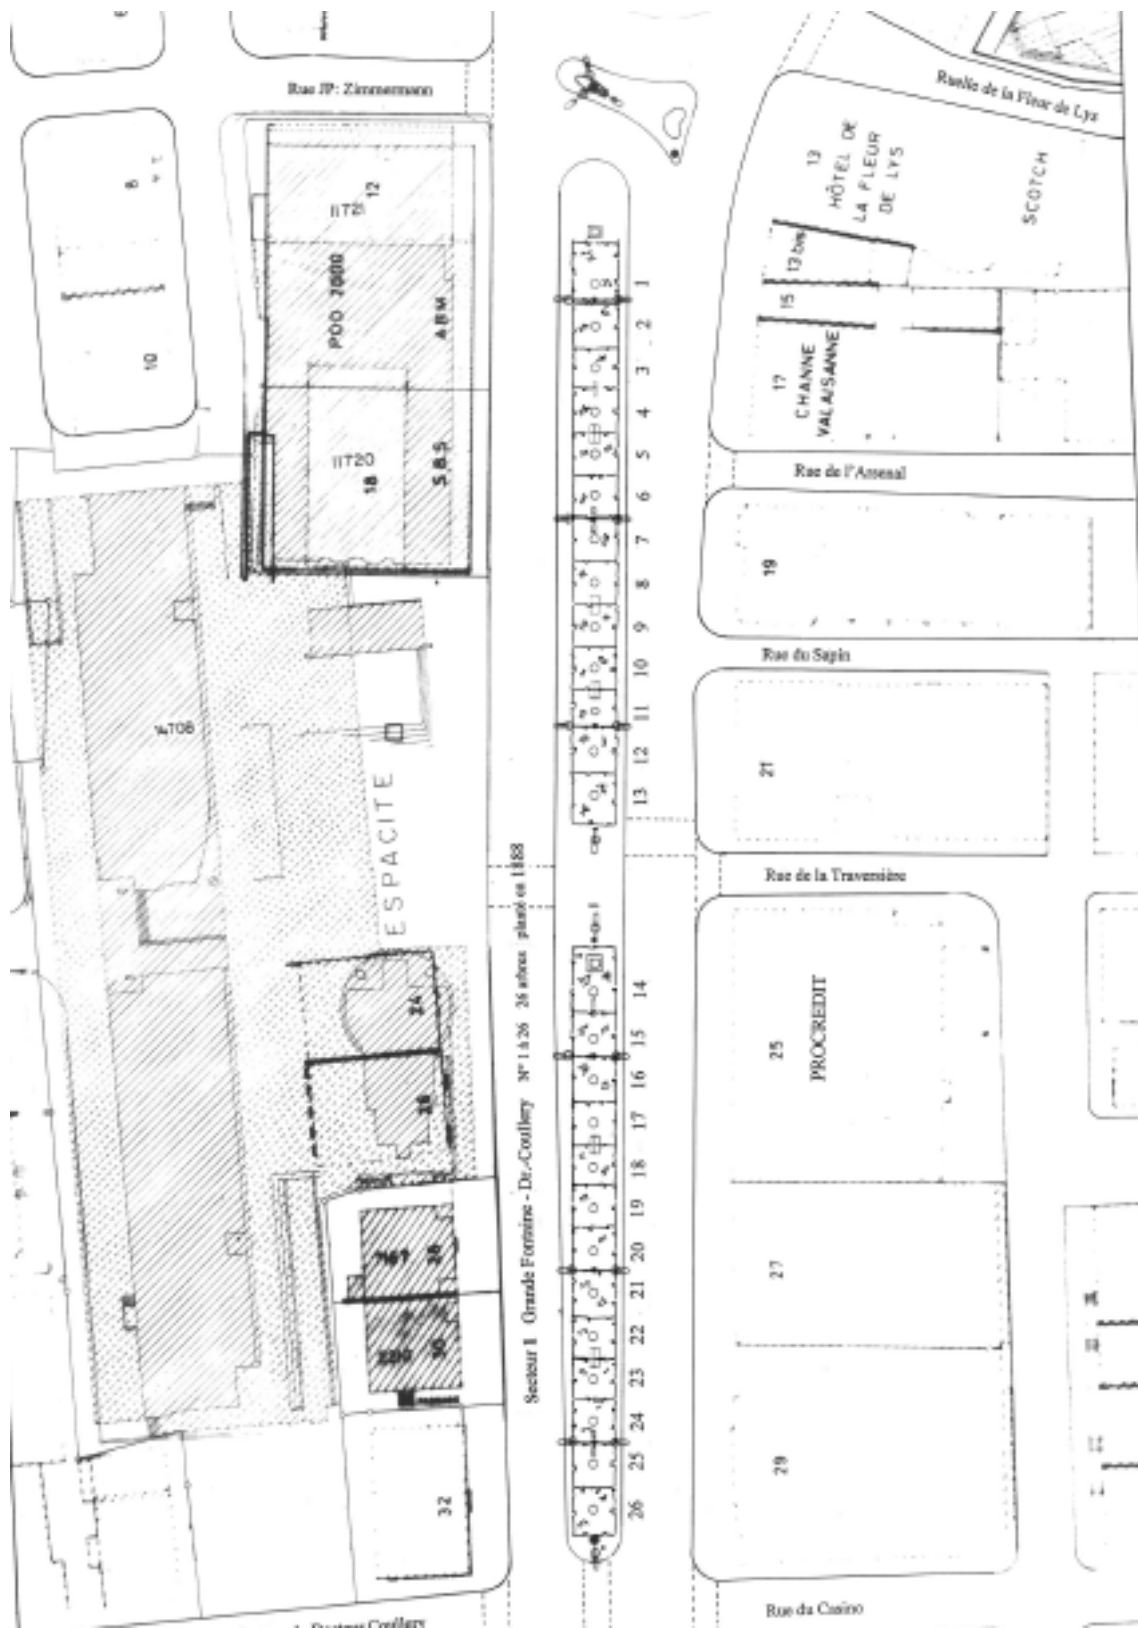 Rue JP: Zimmermann
Ruelle de la Fleur de Lys
8
10
11721
12
POD 2000
ABM
11720
18
SBS
13
HÔTEL DE
LA FLEUR
DE LYS
SCOTCH
13 bis
15
17
CHANNE
VALAISANNE
Rue de l'Arsenal
19
Rue du Sapin
21
Rue de la Traversière
14708
ESPACITE
24
26
28
30
32
25
PROCREDIT
27
29
Secteur 1 Grande Fontaine - Dr.-Coullery N° 1 à 26 26 arbres planté en 1888
1
2
3
4
5
6
7
8
9
10
11
12
13
14
15
16
17
18
19
20
21
22
23
24
25
26
Rue du Casino